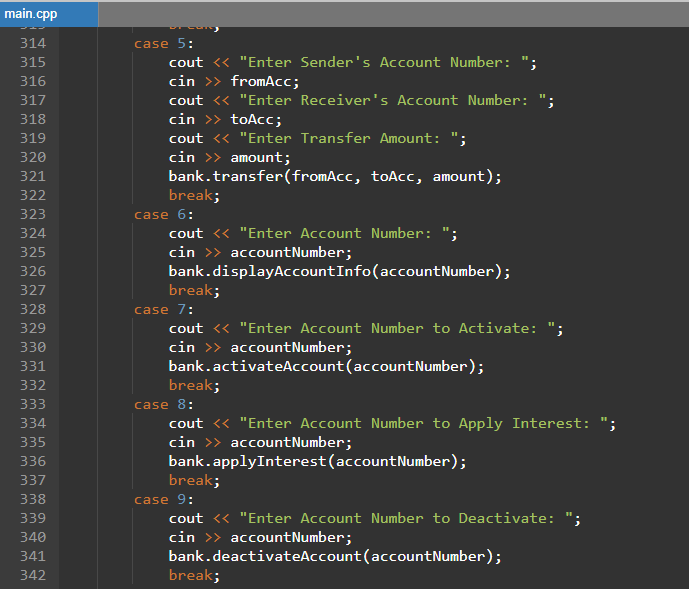 main.cpp
313 break;
314 case 5:
315 cout << "Enter Sender's Account Number: ";
316 cin >> fromAcc;
317 cout << "Enter Receiver's Account Number: ";
318 cin >> toAcc;
319 cout << "Enter Transfer Amount: ";
320 cin >> amount;
321 bank.transfer(fromAcc, toAcc, amount);
322 break;
323 case 6:
324 cout << "Enter Account Number: ";
325 cin >> accountNumber;
326 bank.displayAccountInfo(accountNumber);
327 break;
328 case 7:
329 cout << "Enter Account Number to Activate: ";
330 cin >> accountNumber;
331 bank.activateAccount(accountNumber);
332 break;
333 case 8:
334 cout << "Enter Account Number to Apply Interest: ";
335 cin >> accountNumber;
336 bank.applyInterest(accountNumber);
337 break;
338 case 9:
339 cout << "Enter Account Number to Deactivate: ";
340 cin >> accountNumber;
341 bank.deactivateAccount(accountNumber);
342 break;